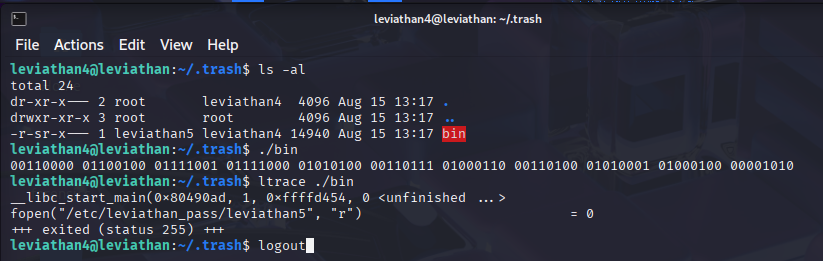 leviathan4@leviathan: ~/.trash
File Actions Edit View Help
leviathan4@leviathan:~/.trash$ ls -al
total 24
dr-xr-x--- 2 root       leviathan4  4096 Aug 15 13:17 .
drwxr-xr-x 3 root       root        4096 Aug 15 13:17 ..
-r-sr-x--- 1 leviathan5 leviathan4 14940 Aug 15 13:17 bin
leviathan4@leviathan:~/.trash$ ./bin
00110000 01100100 01111001 01111000 01010100 00110111 01000110 00110100 01010001 01000100 00001010
leviathan4@leviathan:~/.trash$ ltrace ./bin
__libc_start_main(0×80490ad, 1, 0×ffffd454, 0 <unfinished ...>
fopen("/etc/leviathan_pass/leviathan5", "r")                           = 0
+++ exited (status 255) +++
leviathan4@leviathan:~/.trash$ logout